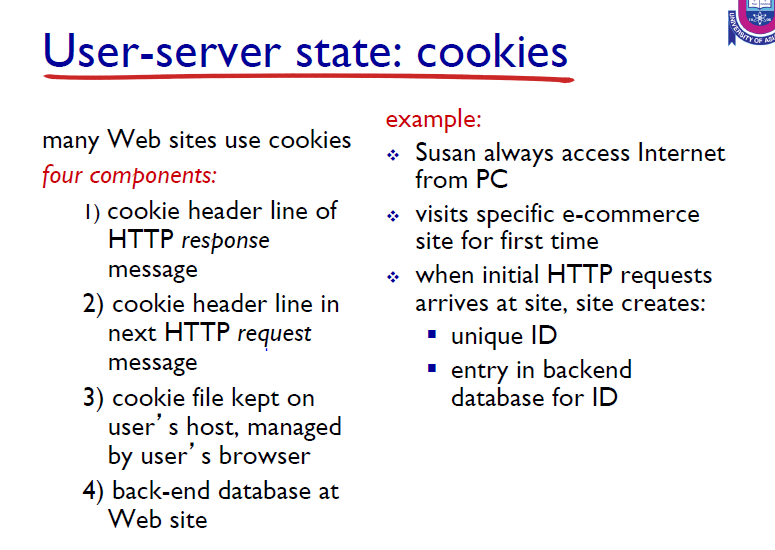 User-server state: cookies
many Web sites use cookies
four components:
1) cookie header line of
HTTP response
message
2) cookie header line in
next HTTP request
message
3) cookie file kept on
user’s host, managed
by user’s browser
4) back-end database at
Web site
example:
Susan always access Internet
from PC
visits specific e-commerce
site for first time
when initial HTTP requests
arrives at site, site creates:
unique ID
entry in backend
database for ID
UNIVERSITY OF